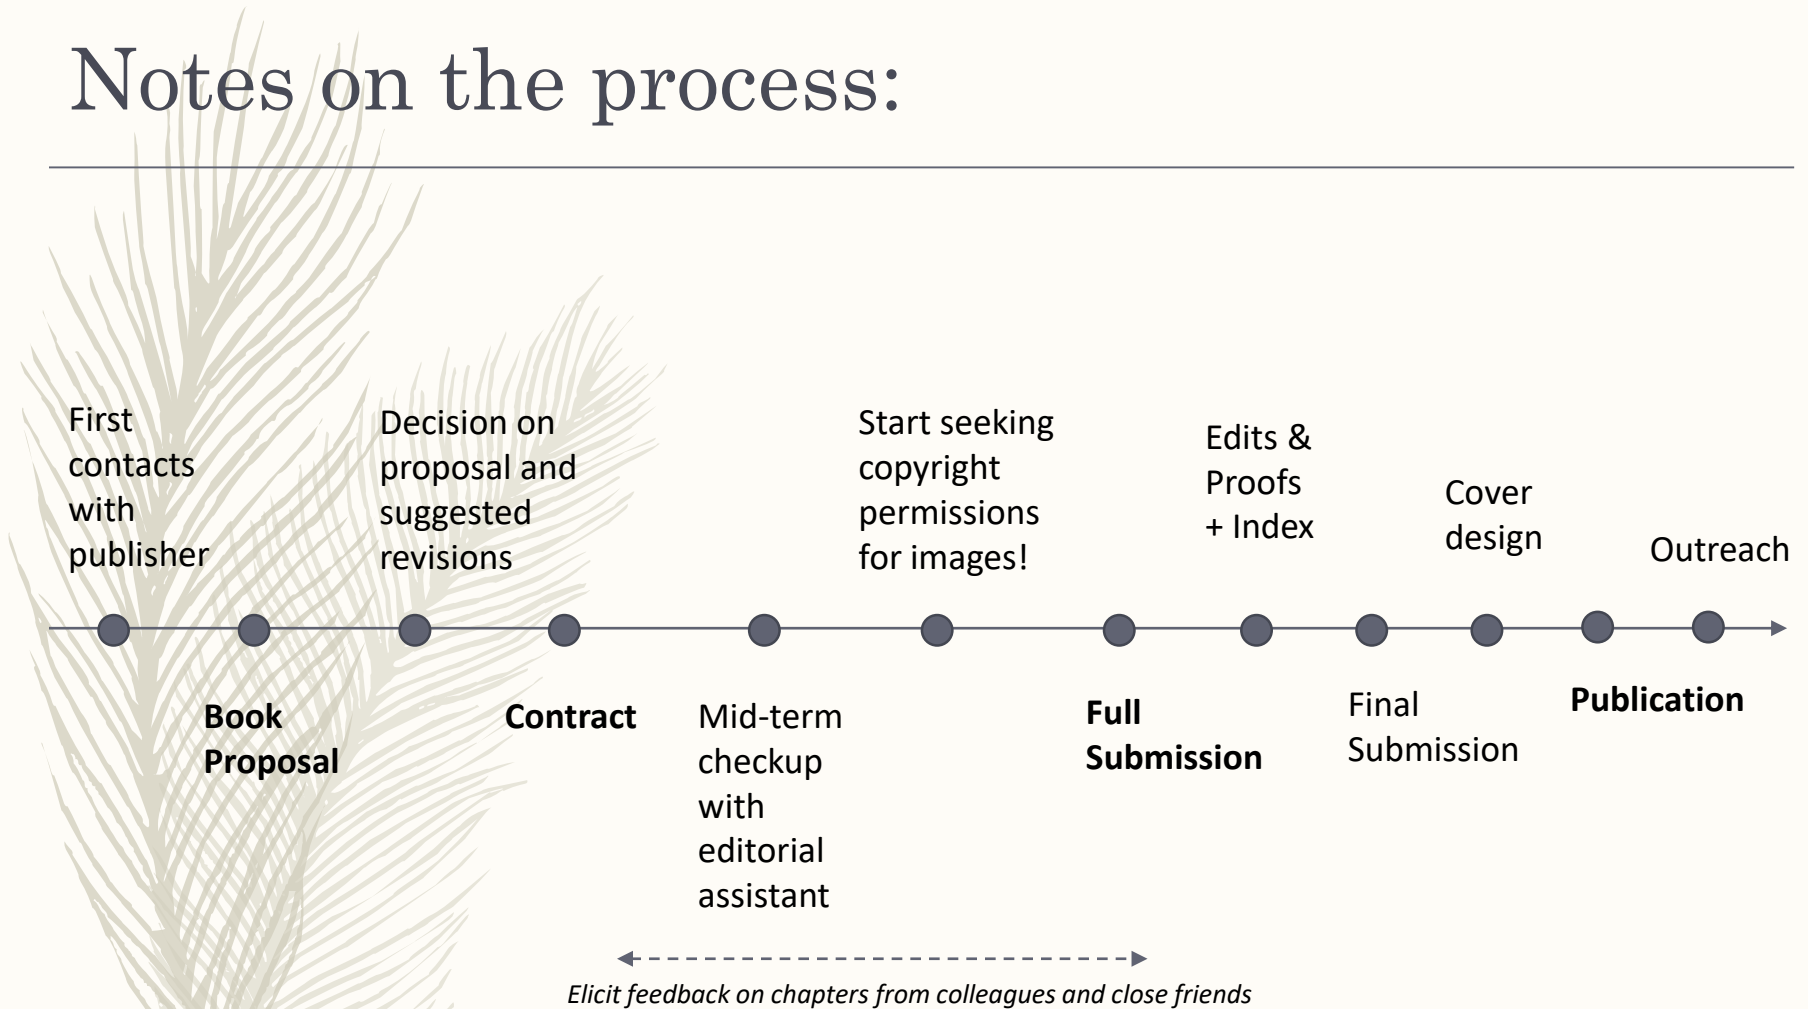 Notes on the process:
First
contacts
with
publisher
Book
Proposal
Decision on
proposal and
suggested
revisions
Contract
Mid-term
checkup
with
editorial
assistant
Start seeking
copyright
permissions
for images!
Full
Submission
Edits &
Proofs
+ Index
Final
Submission
Cover
design
Publication
Outreach
Elicit feedback on chapters from colleagues and close friends